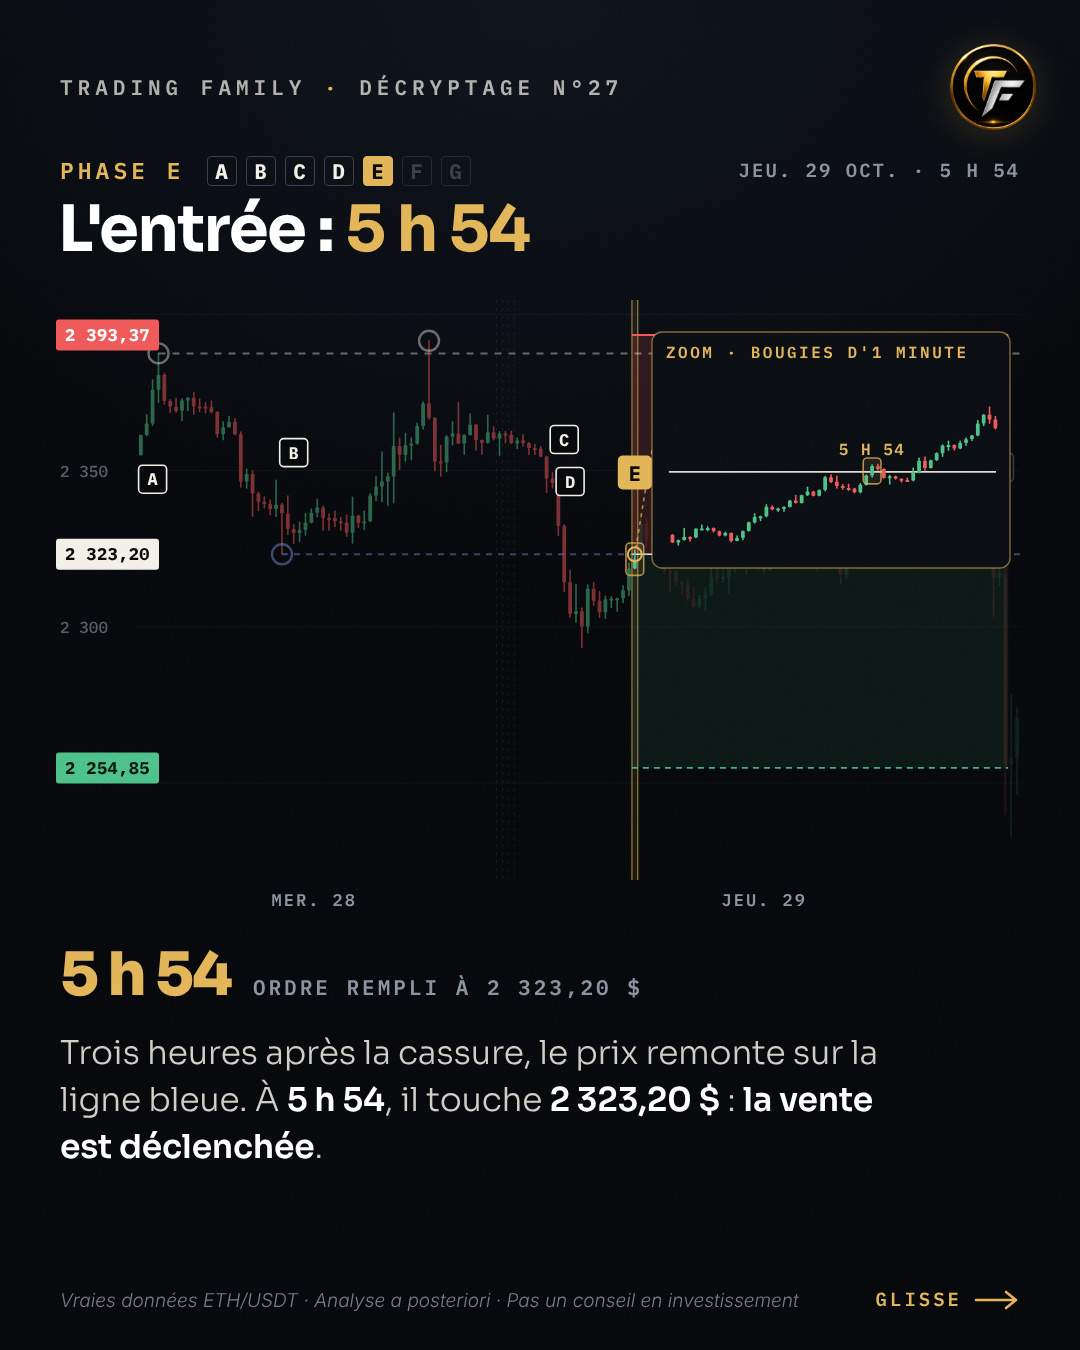 TRADING FAMILY · DÉCRYPTAGE N°27
TF
PHASE E A B C D E F G
JEU. 29 OCT. · 5 H 54
L'entrée : 5 h 54
2 393,37
ZOOM · BOUGIES D'1 MINUTE
5 H 54
C
B
2 350
A
D
E
2 323,20
2 300
2 254,85
MER. 28
JEU. 29
5 h 54 ORDRE REMPLI À 2 323,20 $
Trois heures après la cassure, le prix remonte sur la
ligne bleue. À 5 h 54, il touche 2 323,20 $ : la vente
est déclenchée.
Vraies données ETH/USDT · Analyse a posteriori · Pas un conseil en investissement
GLISSE